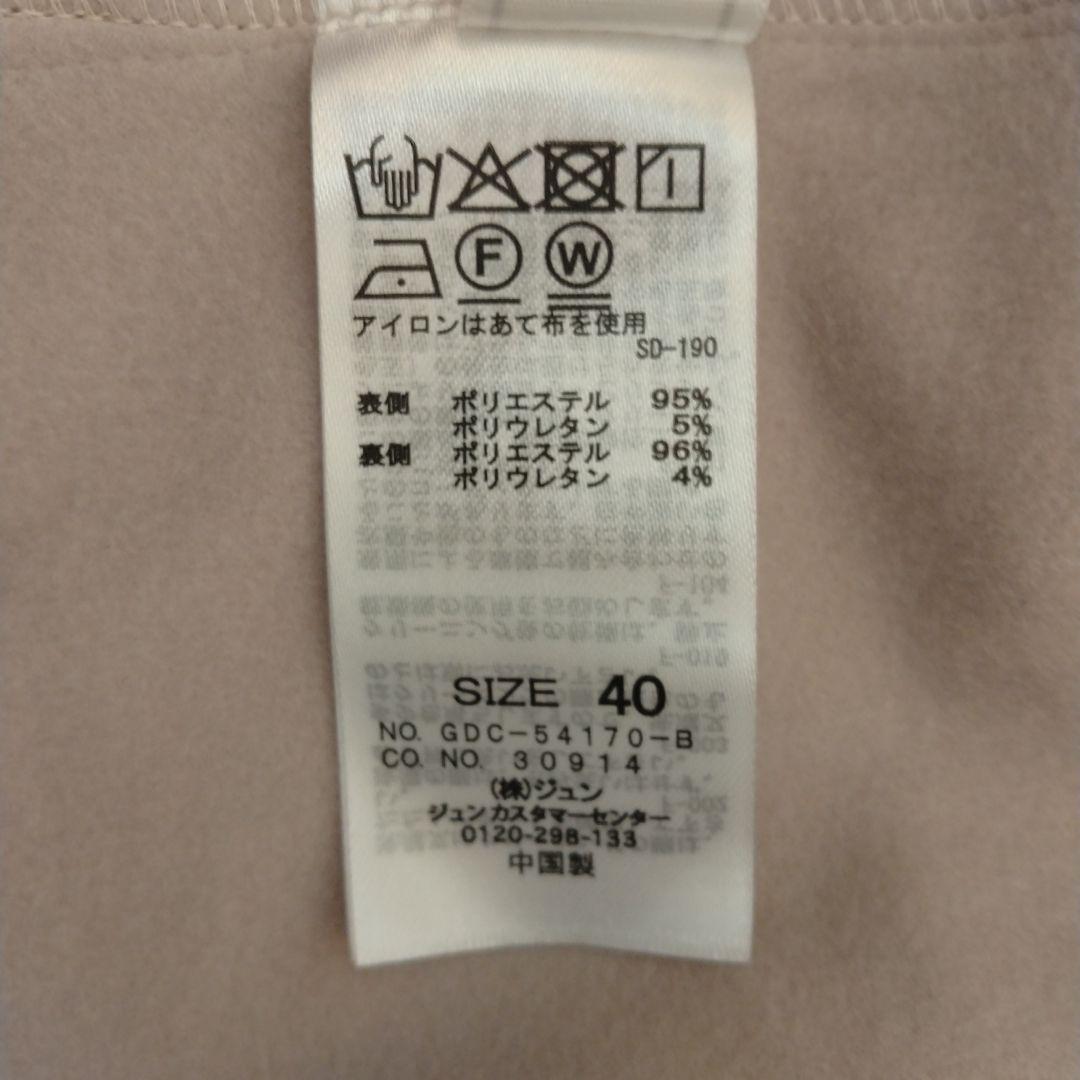 F W
アイロンはあて布を使用
SD-190
表側 ポリエステル 95%
ポリウレタン 5%
裏側 ポリエステル 96%
ポリウレタン 4%
SIZE 40
NO. GDC-54170-B
CO. NO. 30914
(株)ジュン
ジュンカスタマーセンター
0120-298-133
中国製